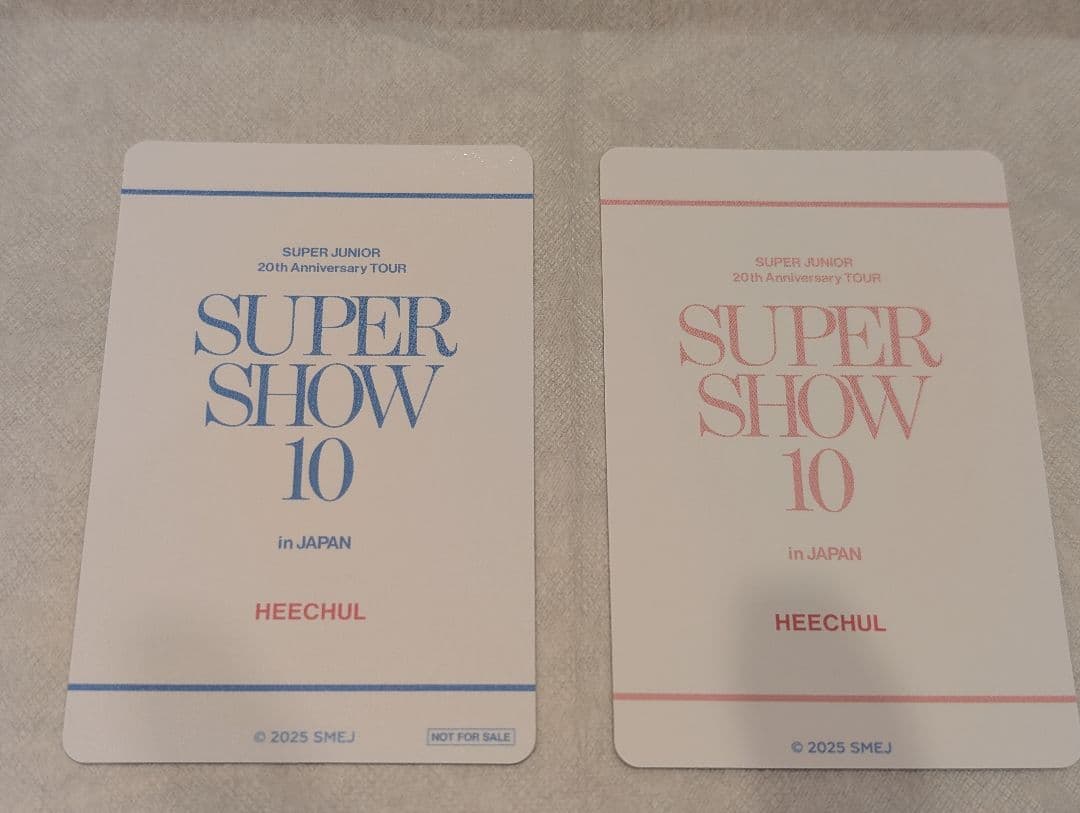 SUPER JUNIOR
20th Anniversary TOUR
SUPER
SHOW
10
in JAPAN
HEECHUL
© 2025 SMEJ
NOT FOR SALE
SUPER JUNIOR
20th Anniversary TOUR
SUPER
SHOW
10
in JAPAN
HEECHUL
© 2025 SMEJ